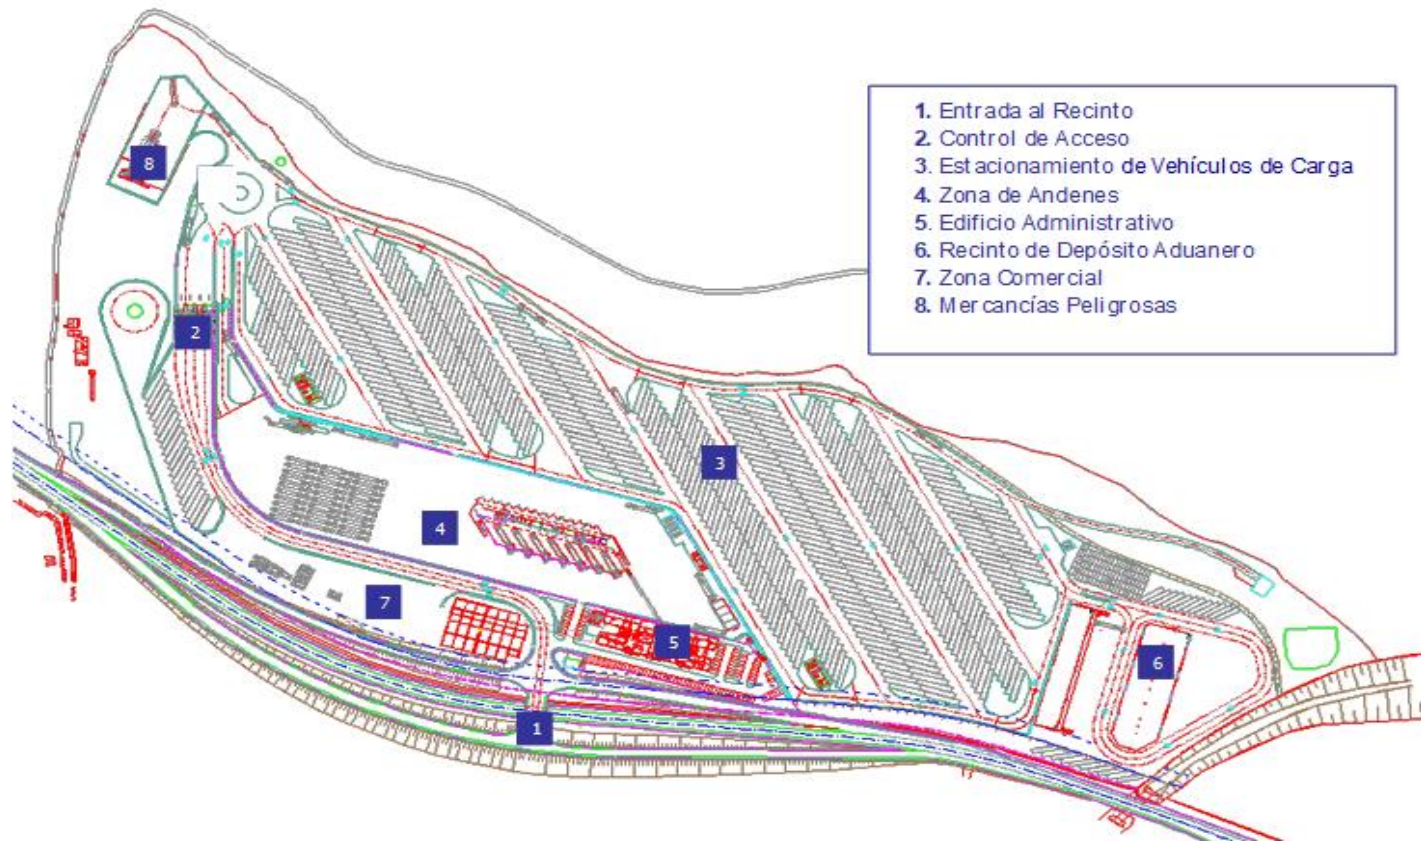 1. Entrada al Recinto
2. Control de Acceso
3. Estacionamiento de Vehículos de Carga
4. Zona de Andenes
5. Edificio Administrativo
6. Recinto de Depósito Aduanero
7. Zona Comercial
8. Mercancías Peligrosas
8
2
3
4
7
5
6
1